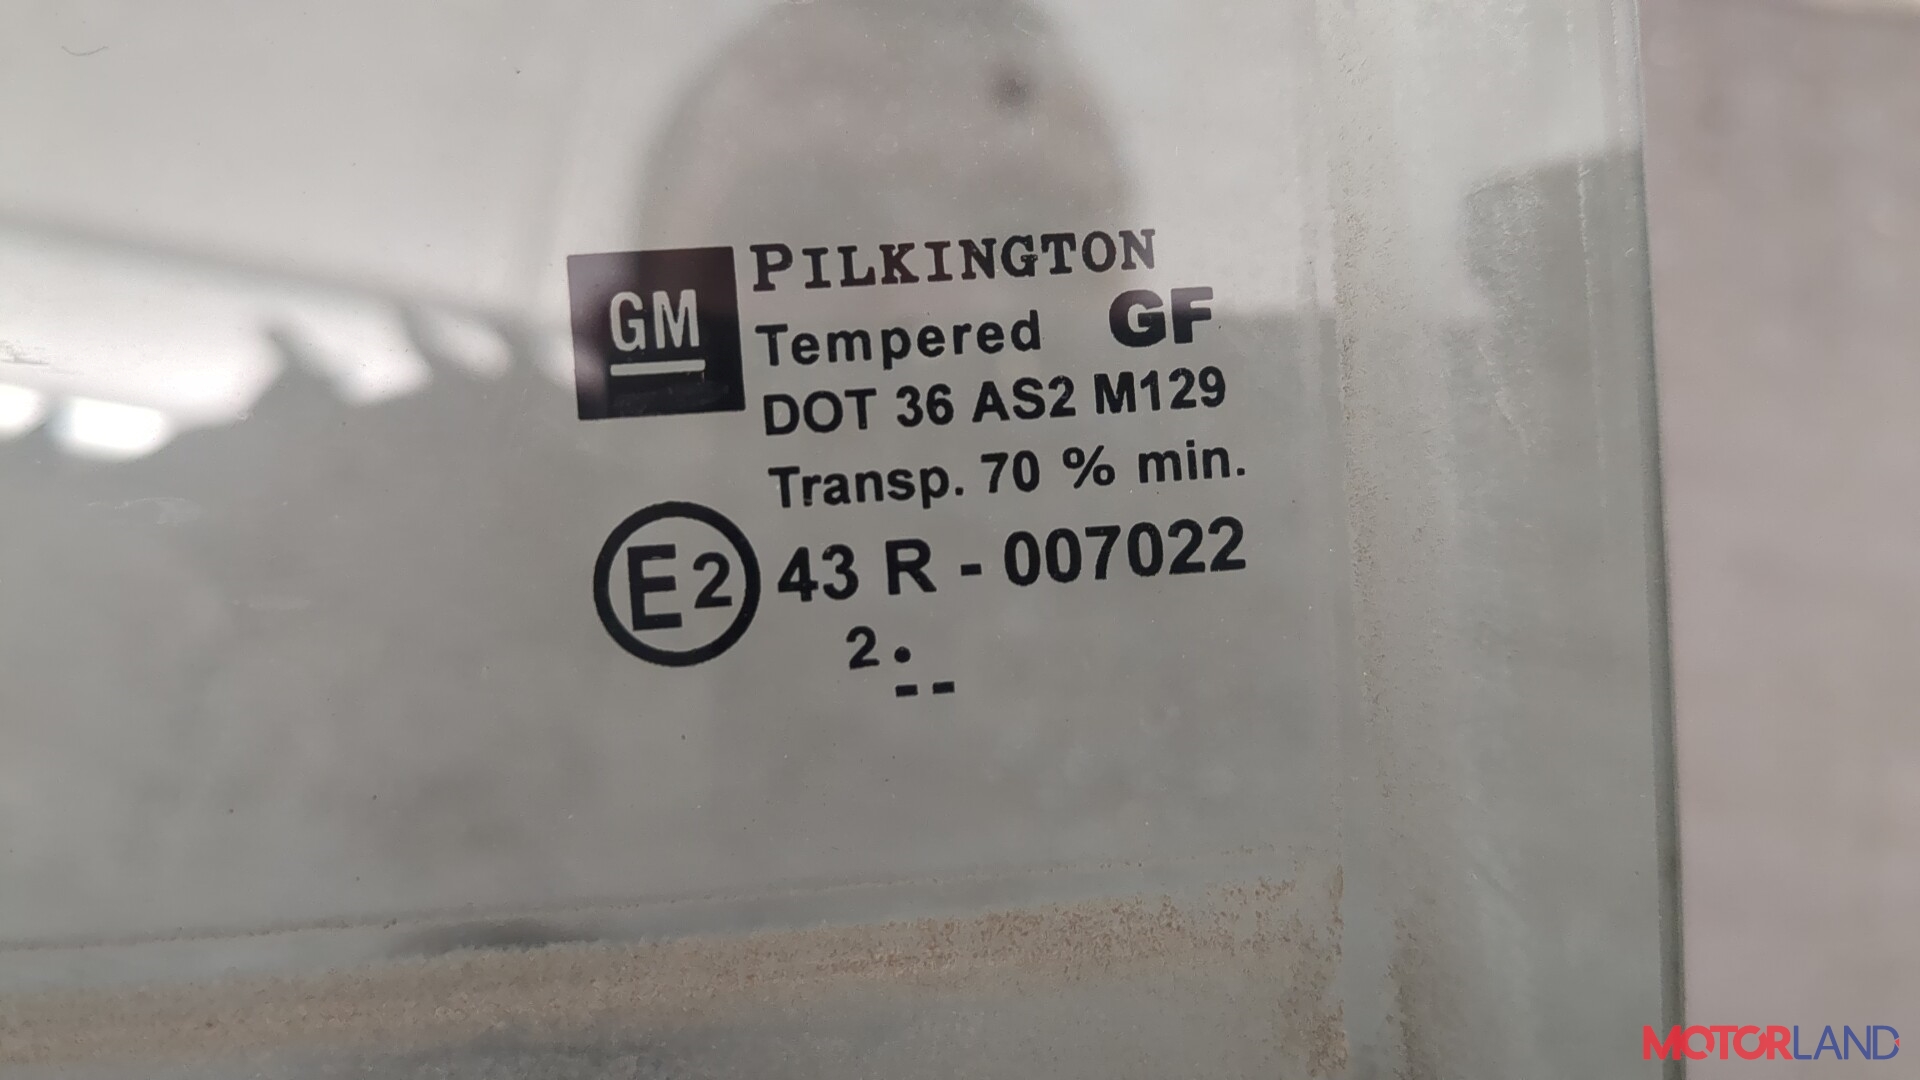 GM
PILKINGTON
Tempered GF
DOT 36 AS2 M129
Transp. 70 % min.
E2 43 R - 007022
2 .
- -
MOTORLAND